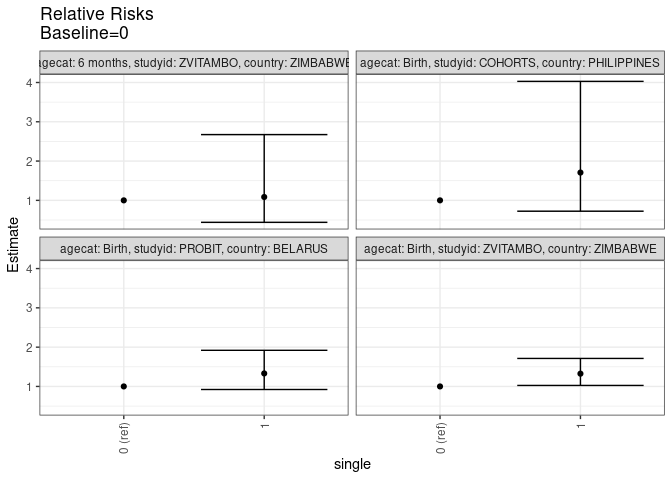 Relative Risks
Baseline=0
agecat: 6 months, studyid: ZVITAMBO, country: ZIMBABWE
agecat: Birth, studyid: COHORTS, country: PHILIPPINES
4
3
2
1
Estimate
agecat: Birth, studyid: PROBIT, country: BELARUS
agecat: Birth, studyid: ZVITAMBO, country: ZIMBABWE
4
3
2
1
0 (ref)
1
0 (ref)
1
single